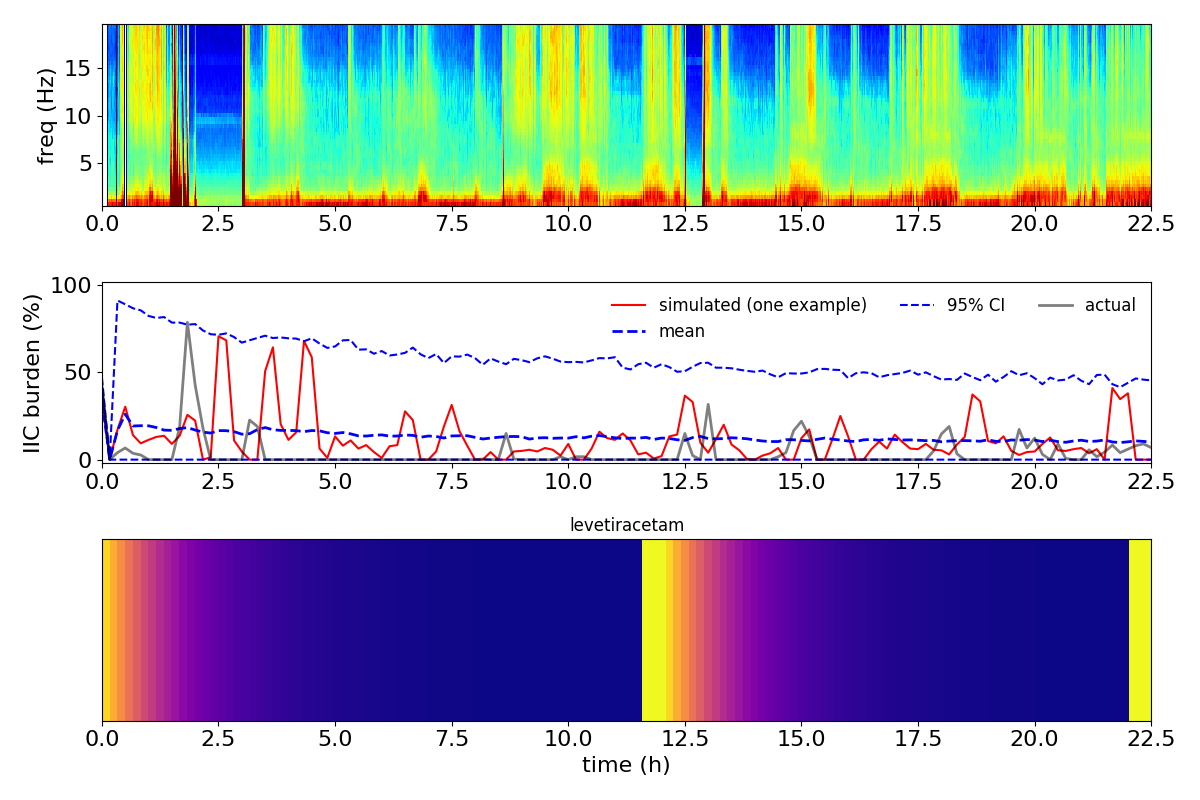 freq (Hz)
15
10
5
0.0 2.5 5.0 7.5 10.0 12.5 15.0 17.5 20.0 22.5
IIC burden (%)
100
50
0
simulated (one example) 95% CI actual
mean
0.0 2.5 5.0 7.5 10.0 12.5 15.0 17.5 20.0 22.5
levetiracetam
0.0 2.5 5.0 7.5 10.0 12.5 15.0 17.5 20.0 22.5
time (h)